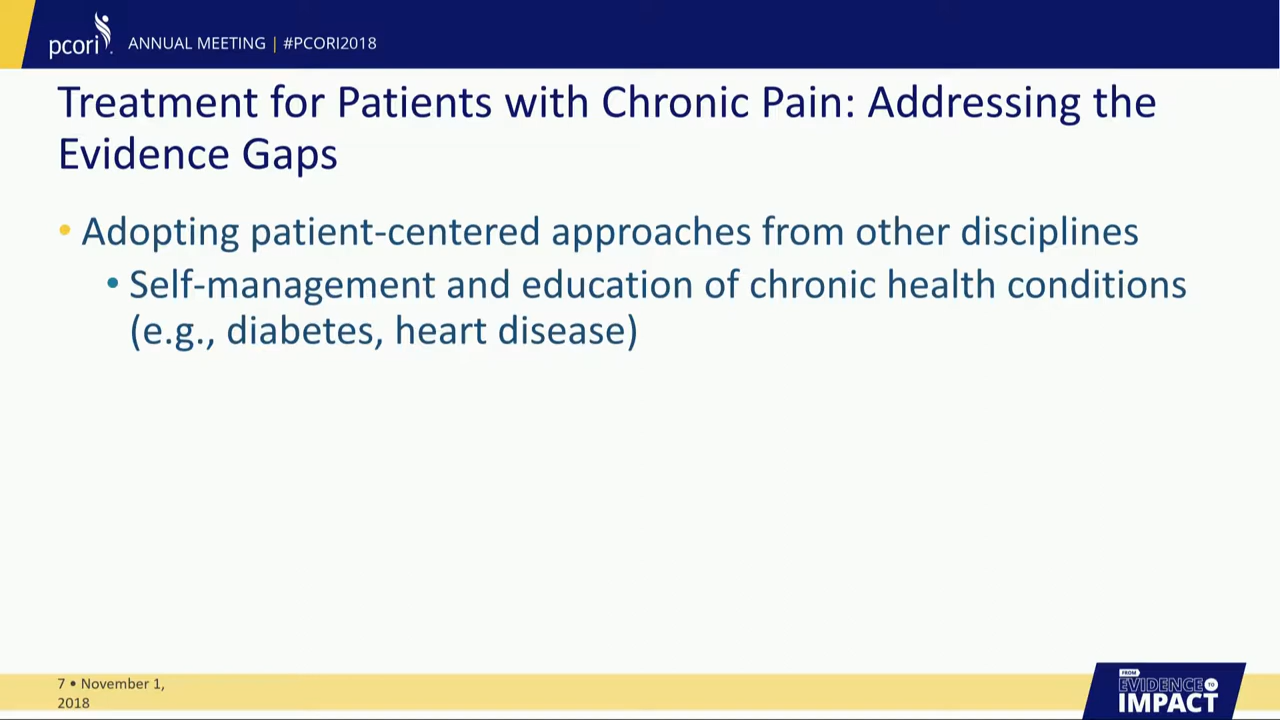 pcori
ANNUAL MEETING | #PCORI2018
Treatment for Patients with Chronic Pain: Addressing the
Evidence Gaps
• Adopting patient-centered approaches from other disciplines
• Self-management and education of chronic health conditions
(e.g., diabetes, heart disease)
7 • November 1,
2018
FROM
EVIDENCE TO
IMPACT